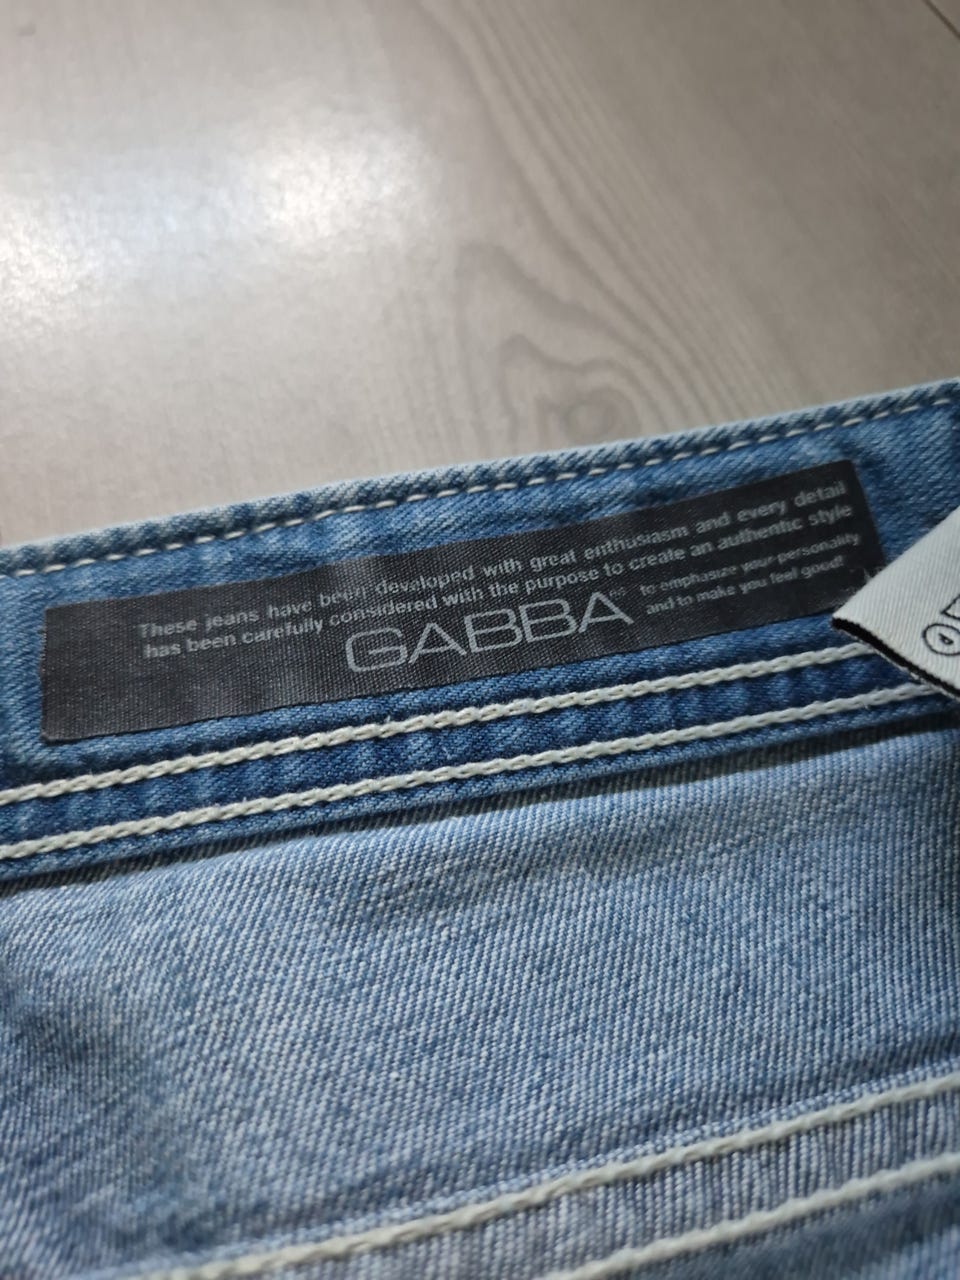 These jeans have been developed with great enthusiasm and every detail
has been carefully considered with the purpose to create an authentic style
GABBA
to emphasize your personality
and to make you feel good!